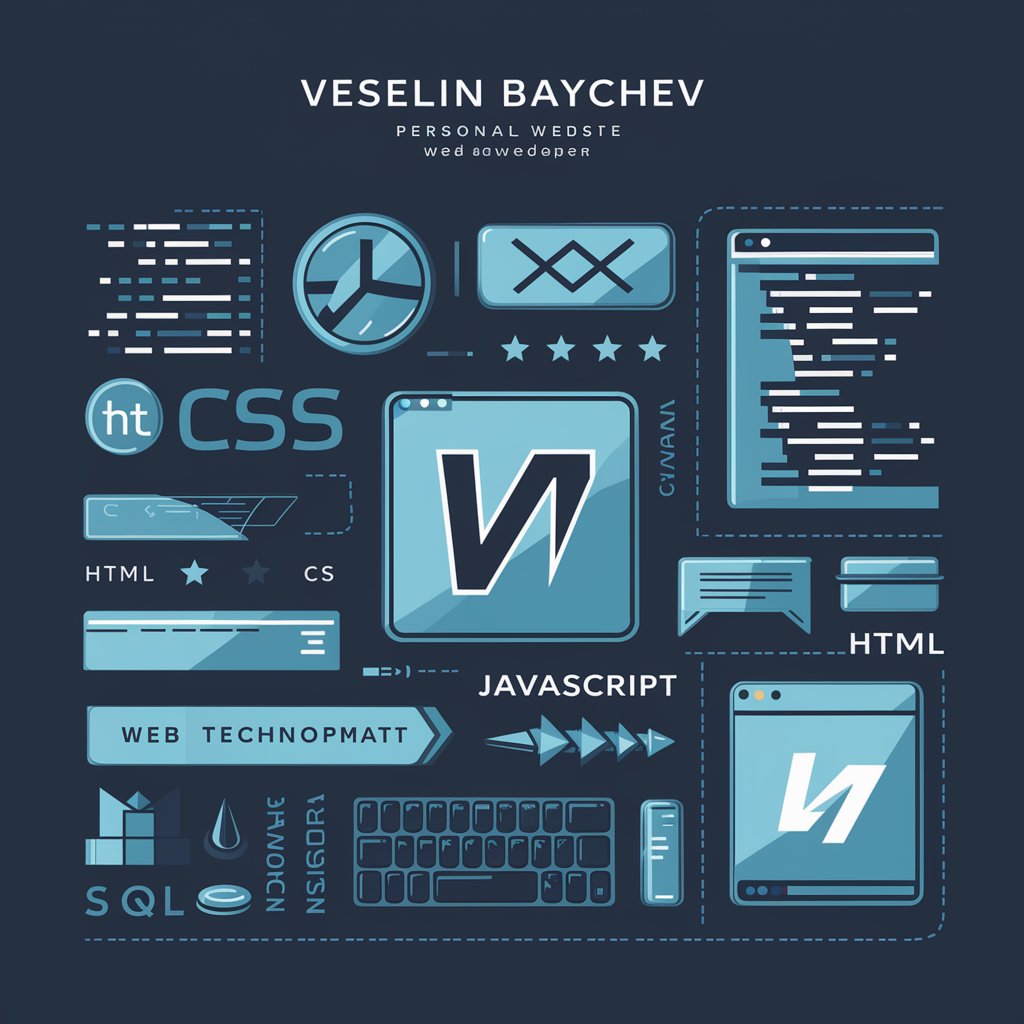 VESELIN BAYCHEV
PERSONAL WEDSTE
ht CSS
HTML
CS
HTML
JAVASCRIPT
WEB TECHNOPMATT
SQL